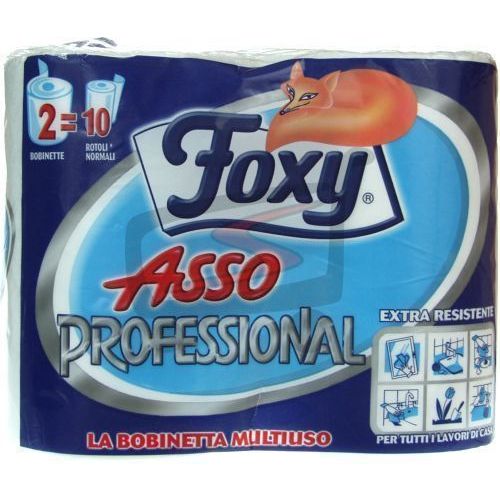 2=10
BOBINETTE
ROTOLI *
NORMALI
Foxy®
ASSO
PROFESSIONAL
EXTRA RESISTENTE
LA BOBINETTA MULTIUSO
PER TUTTI I LAVORI DI CASA